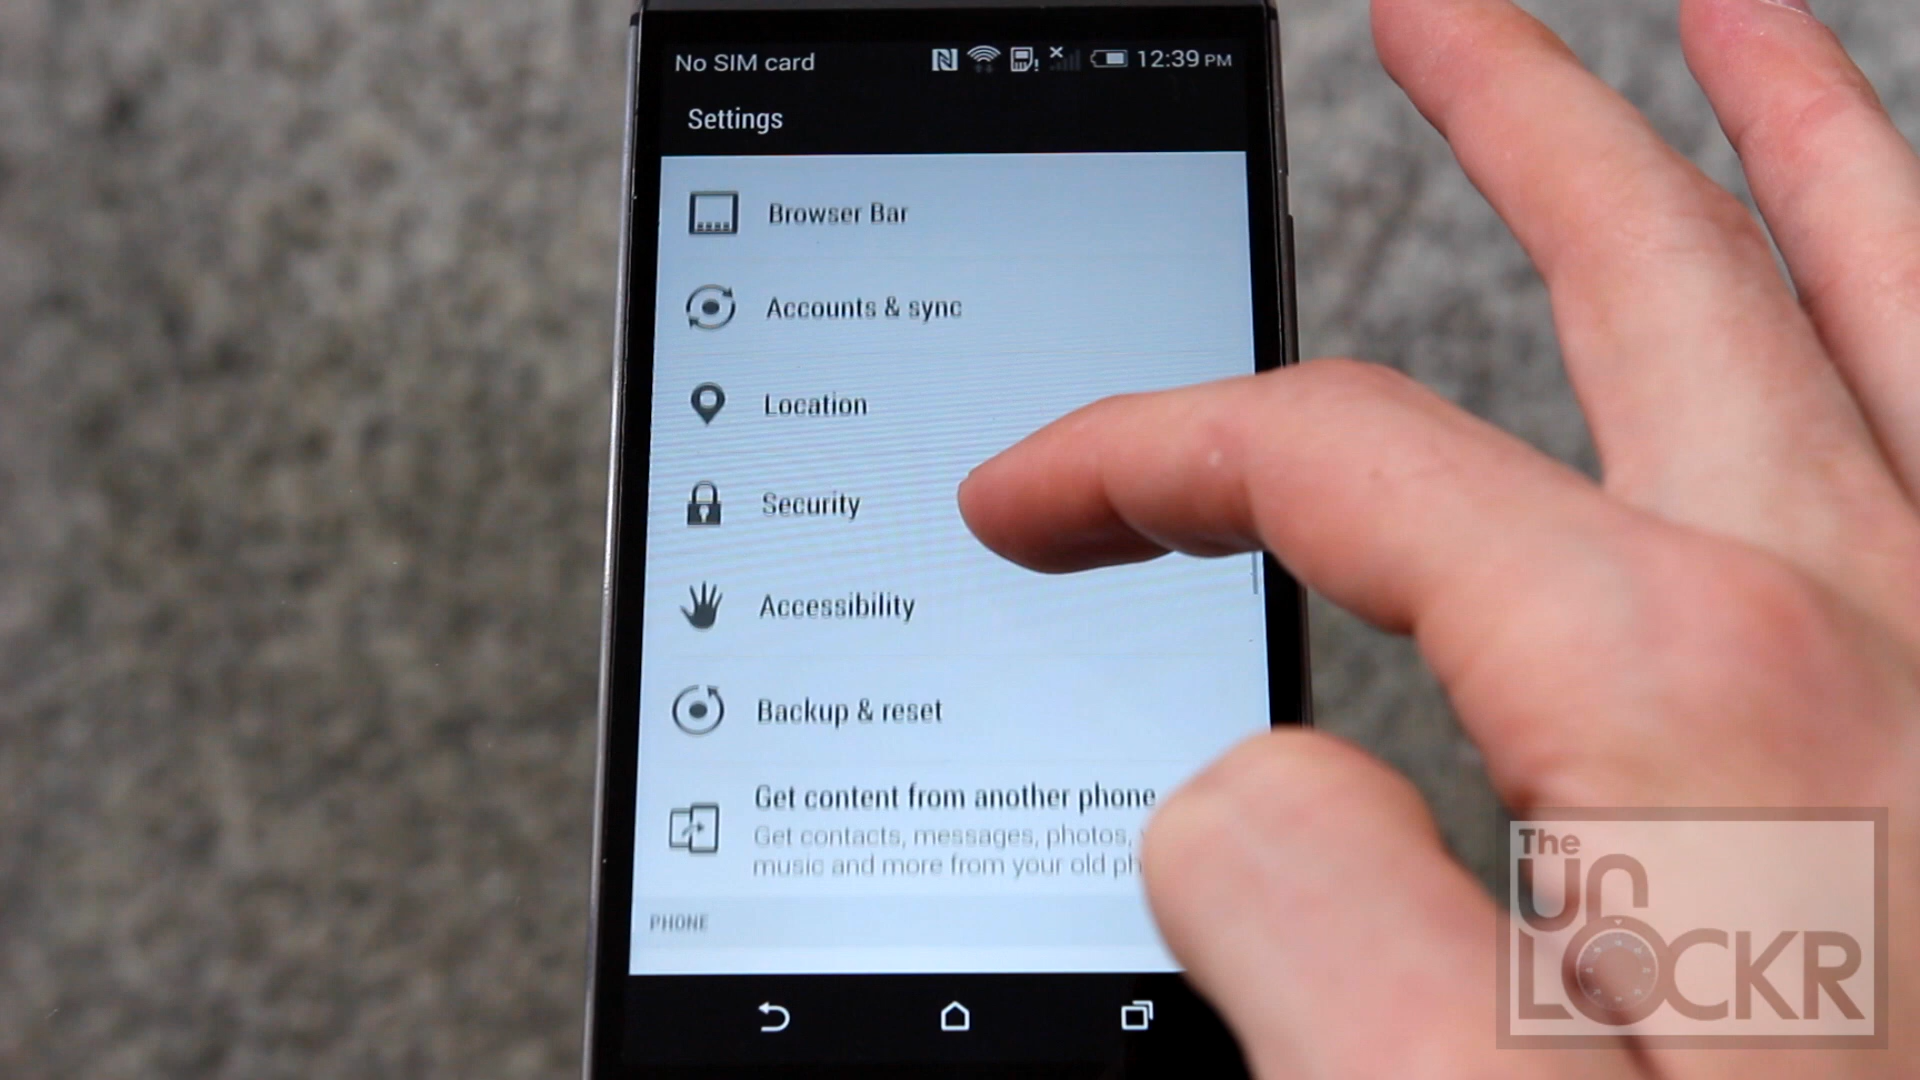 No SIM card 12:39 PM
Settings
Browser Bar
Accounts & sync
Location
Security
Accessibility
Backup & reset
Get content from another phone
Get contacts, messages, photos,
music and more from your old
PHONE
The
UN
LOCKR